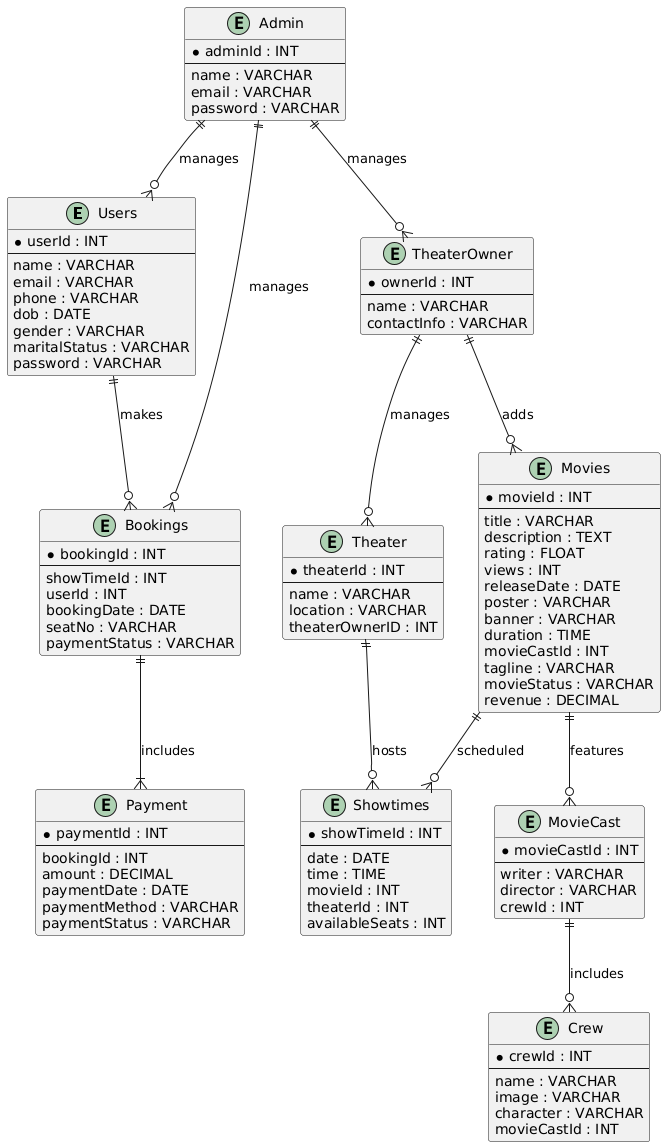 E Admin
* adminId : INT
name : VARCHAR
email : VARCHAR
password : VARCHAR
manages
manages
manages
E Users
* userId : INT
name : VARCHAR
email : VARCHAR
phone : VARCHAR
dob : DATE
gender : VARCHAR
maritalStatus : VARCHAR
password : VARCHAR
E TheaterOwner
* ownerId : INT
name : VARCHAR
contactInfo : VARCHAR
makes
manages
adds
E Bookings
* bookingId : INT
showTimeId : INT
userId : INT
bookingDate : DATE
seatNo : VARCHAR
paymentStatus : VARCHAR
E Theater
* theaterId : INT
name : VARCHAR
location : VARCHAR
theaterOwnerID : INT
E Movies
* movieId : INT
title : VARCHAR
description : TEXT
rating : FLOAT
views : INT
releaseDate : DATE
poster : VARCHAR
banner : VARCHAR
duration : TIME
movieCastId : INT
tagline : VARCHAR
movieStatus : VARCHAR
revenue : DECIMAL
includes
hosts
scheduled
features
E Payment
* paymentId : INT
bookingId : INT
amount : DECIMAL
paymentDate : DATE
paymentMethod : VARCHAR
paymentStatus : VARCHAR
E Showtimes
* showTimeId : INT
date : DATE
time : TIME
movieId : INT
theaterId : INT
availableSeats : INT
E MovieCast
* movieCastId : INT
writer : VARCHAR
director : VARCHAR
crewId : INT
includes
E Crew
* crewId : INT
name : VARCHAR
image : VARCHAR
character : VARCHAR
movieCastId : INT